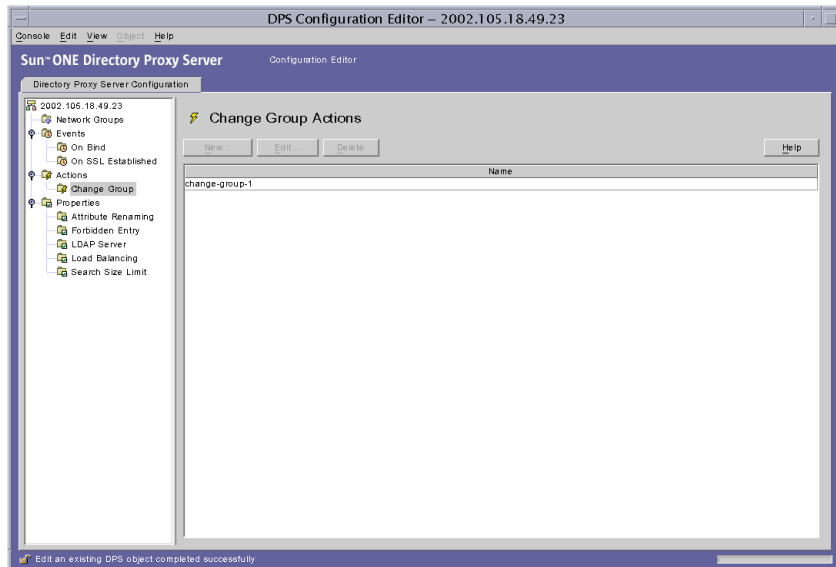 DPS Configuration Editor – 2002.105.18.49.23
Console Edit View Object Help
Sun™ ONE Directory Proxy Server Configuration Editor
Directory Proxy Server Configuration
2002.105.18.49.23
Network Groups
Events
On Bind
On SSL Established
Actions
Change Group
Properties
Attribute Renaming
Forbidden Entry
LDAP Server
Load Balancing
Search Size Limit
Change Group Actions
New... Edit... Delete Help
Name
change-group-1
Edit an existing DPS object completed successfully